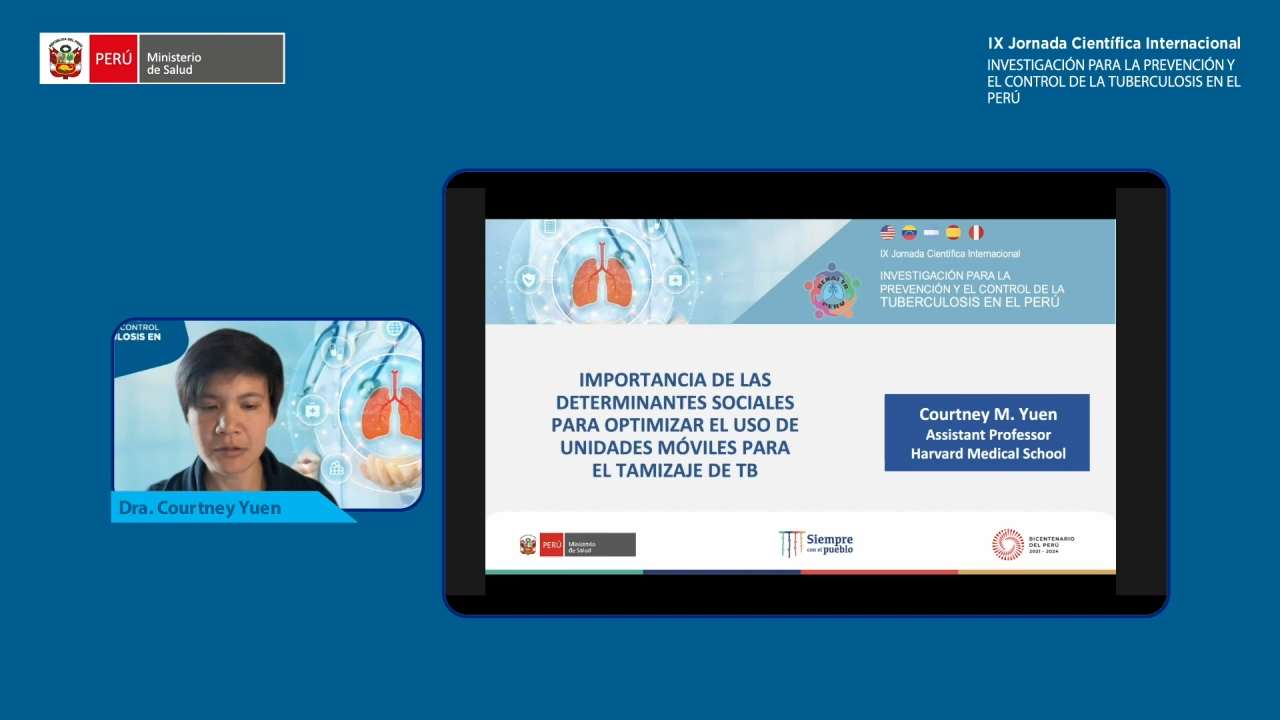 PERÚ
Ministerio
de Salud
IX Jornada Científica Internacional
INVESTIGACIÓN PARA LA PREVENCIÓN Y
EL CONTROL DE LA TUBERCULOSIS EN EL
PERÚ
IX Jornada Científica Internacional
INVESTIGACIÓN PARA LA
PREVENCIÓN Y EL CONTROL DE LA
TUBERCULOSIS EN EL PERÚ
PERÚ
IMPORTANCIA DE LAS
DETERMINANTES SOCIALES
PARA OPTIMIZAR EL USO DE
UNIDADES MÓVILES PARA
EL TAMIZAJE DE TB
Courtney M. Yuen
Assistant Professor
Harvard Medical School
CONTROL
LOSIS EN
Dra. Courtney Yuen
PERÚ
Ministerio
de Salud
Siempre
con el pueblo
BICENTENARIO
DEL PERÚ
2021 - 2024